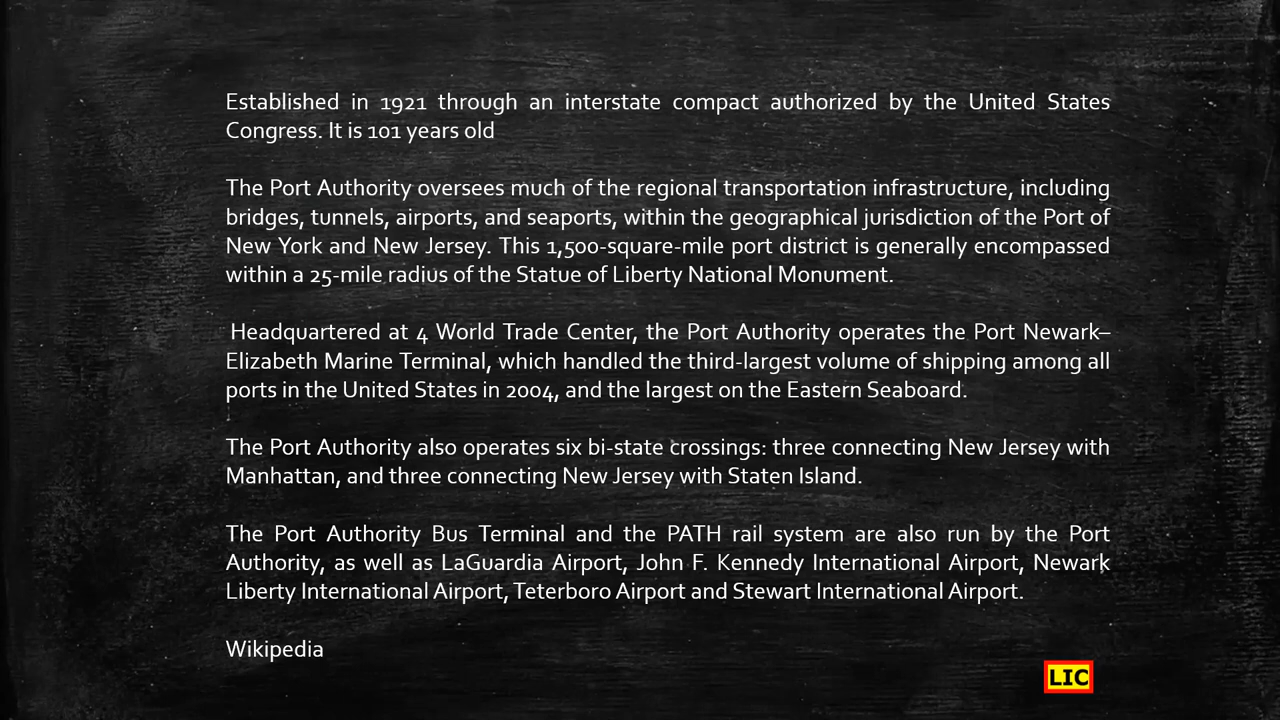 Established in 1921 through an interstate compact authorized by the United States
Congress. It is 101 years old
The Port Authority oversees much of the regional transportation infrastructure, including
bridges, tunnels, airports, and seaports, within the geographical jurisdiction of the Port of
New York and New Jersey. This 1,500-square-mile port district is generally encompassed
within a 25-mile radius of the Statue of Liberty National Monument.
Headquartered at 4 World Trade Center, the Port Authority operates the Port Newark–
Elizabeth Marine Terminal, which handled the third-largest volume of shipping among all
ports in the United States in 2004, and the largest on the Eastern Seaboard.
The Port Authority also operates six bi-state crossings: three connecting New Jersey with
Manhattan, and three connecting New Jersey with Staten Island.
The Port Authority Bus Terminal and the PATH rail system are also run by the Port
Authority, as well as LaGuardia Airport, John F. Kennedy International Airport, Newark
Liberty International Airport, Teterboro Airport and Stewart International Airport.
Wikipedia
LIC